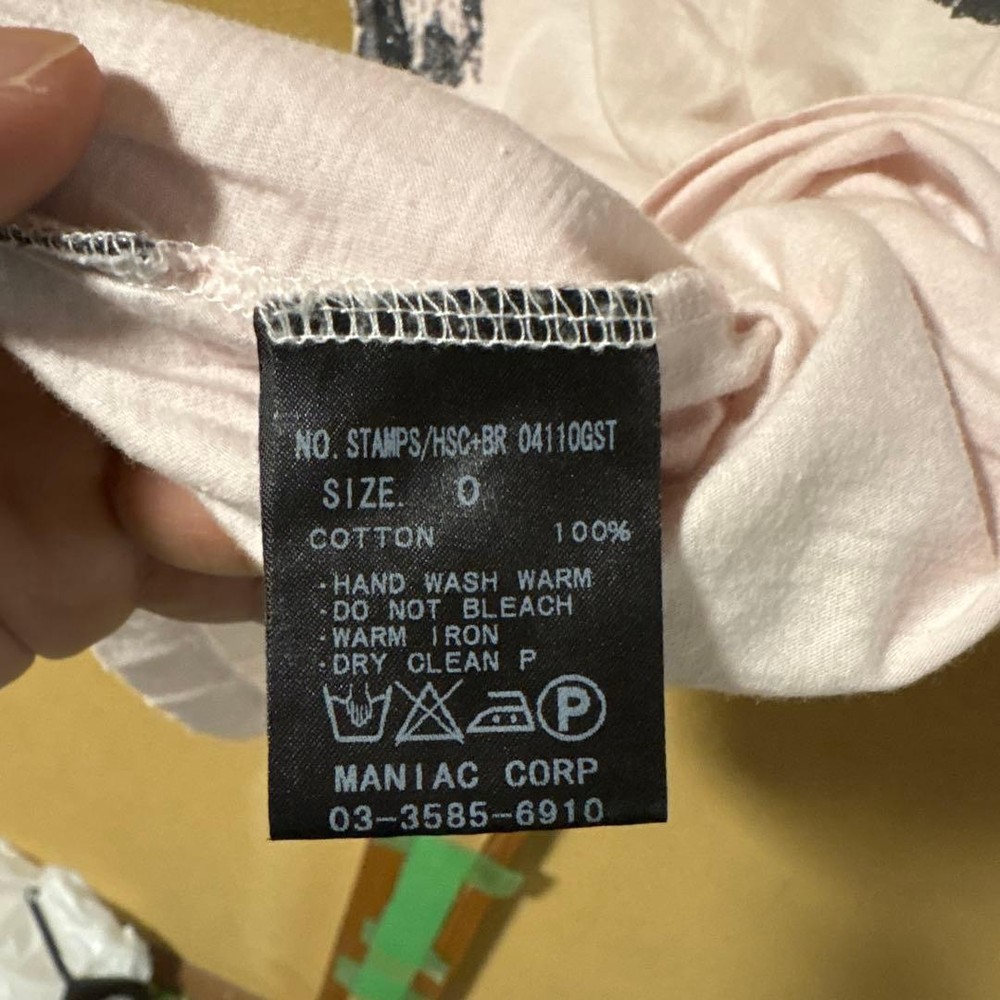 NO. STAMPS/HSC+BR 04110GST
SIZE. 0
COTTON 100%
·HAND WASH WARM
·DO NOT BLEACH
·WARM IRON
·DRY CLEAN P
P
MANIAC CORP
03-3585-6910